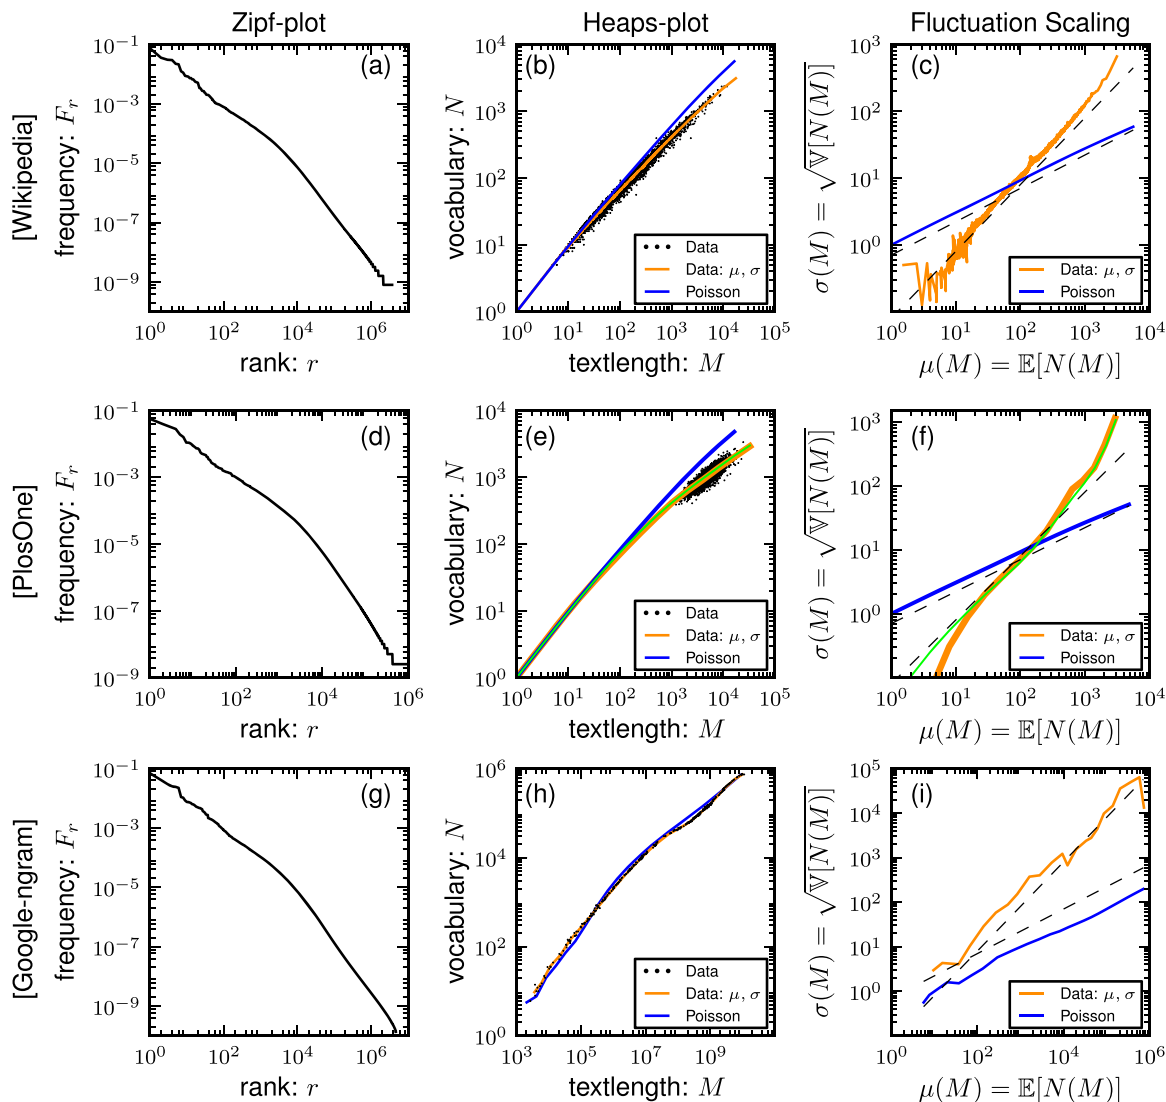 Zipf-plot
Heaps-plot
Fluctuation Scaling
[Wikipedia]
frequency: F_r
10^{-1}
10^{-3}
10^{-5}
10^{-7}
10^{-9}
(a)
10^0 10^2 10^4 10^6
rank: r
vocabulary: N
10^4
10^3
10^2
10^1
10^0
(b)
Data
Data: μ, σ
Poisson
10^0 10^1 10^2 10^3 10^4 10^5
textlength: M
σ(M) = √𝕍[N(M)]
10^3
10^2
10^1
10^0
(c)
Data: μ, σ
Poisson
10^1 10^2 10^3 10^4
μ(M) = 𝔼[N(M)]
[PlosOne]
frequency: F_r
10^{-1}
10^{-3}
10^{-5}
10^{-7}
10^{-9}
(d)
10^0 10^2 10^4 10^6
rank: r
vocabulary: N
10^4
10^3
10^2
10^1
10^0
(e)
Data
Data: μ, σ
Poisson
10^0 10^1 10^2 10^3 10^4 10^5
textlength: M
σ(M) = √𝕍[N(M)]
10^3
10^2
10^1
10^0
(f)
Data: μ, σ
Poisson
10^1 10^2 10^3 10^4
μ(M) = 𝔼[N(M)]
[Google-ngram]
frequency: F_r
10^{-1}
10^{-3}
10^{-5}
10^{-7}
10^{-9}
(g)
10^0 10^2 10^4 10^6
rank: r
vocabulary: N
10^6
10^4
10^2
10^0
(h)
Data
Data: μ, σ
Poisson
10^3 10^5 10^7 10^9
textlength: M
σ(M) = √𝕍[N(M)]
10^5
10^4
10^3
10^2
10^1
10^0
(i)
Data: μ, σ
Poisson
10^0 10^2 10^4 10^6
μ(M) = 𝔼[N(M)]